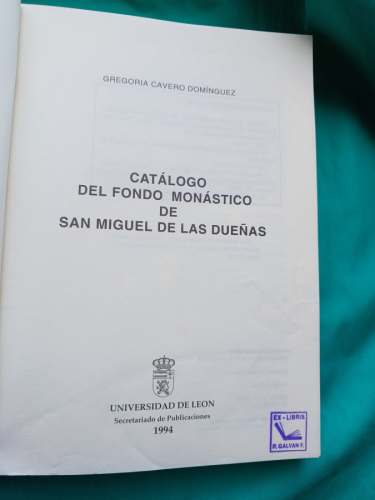 GREGORIA CAVERO DOMÍNGUEZ
CATÁLOGO
DEL FONDO MONÁSTICO
DE
SAN MIGUEL DE LAS DUEÑAS
UNIVERSIDAD DE LEON
Secretariado de Publicaciones
1994
EX-LIBRIS
P. GALVAN F.